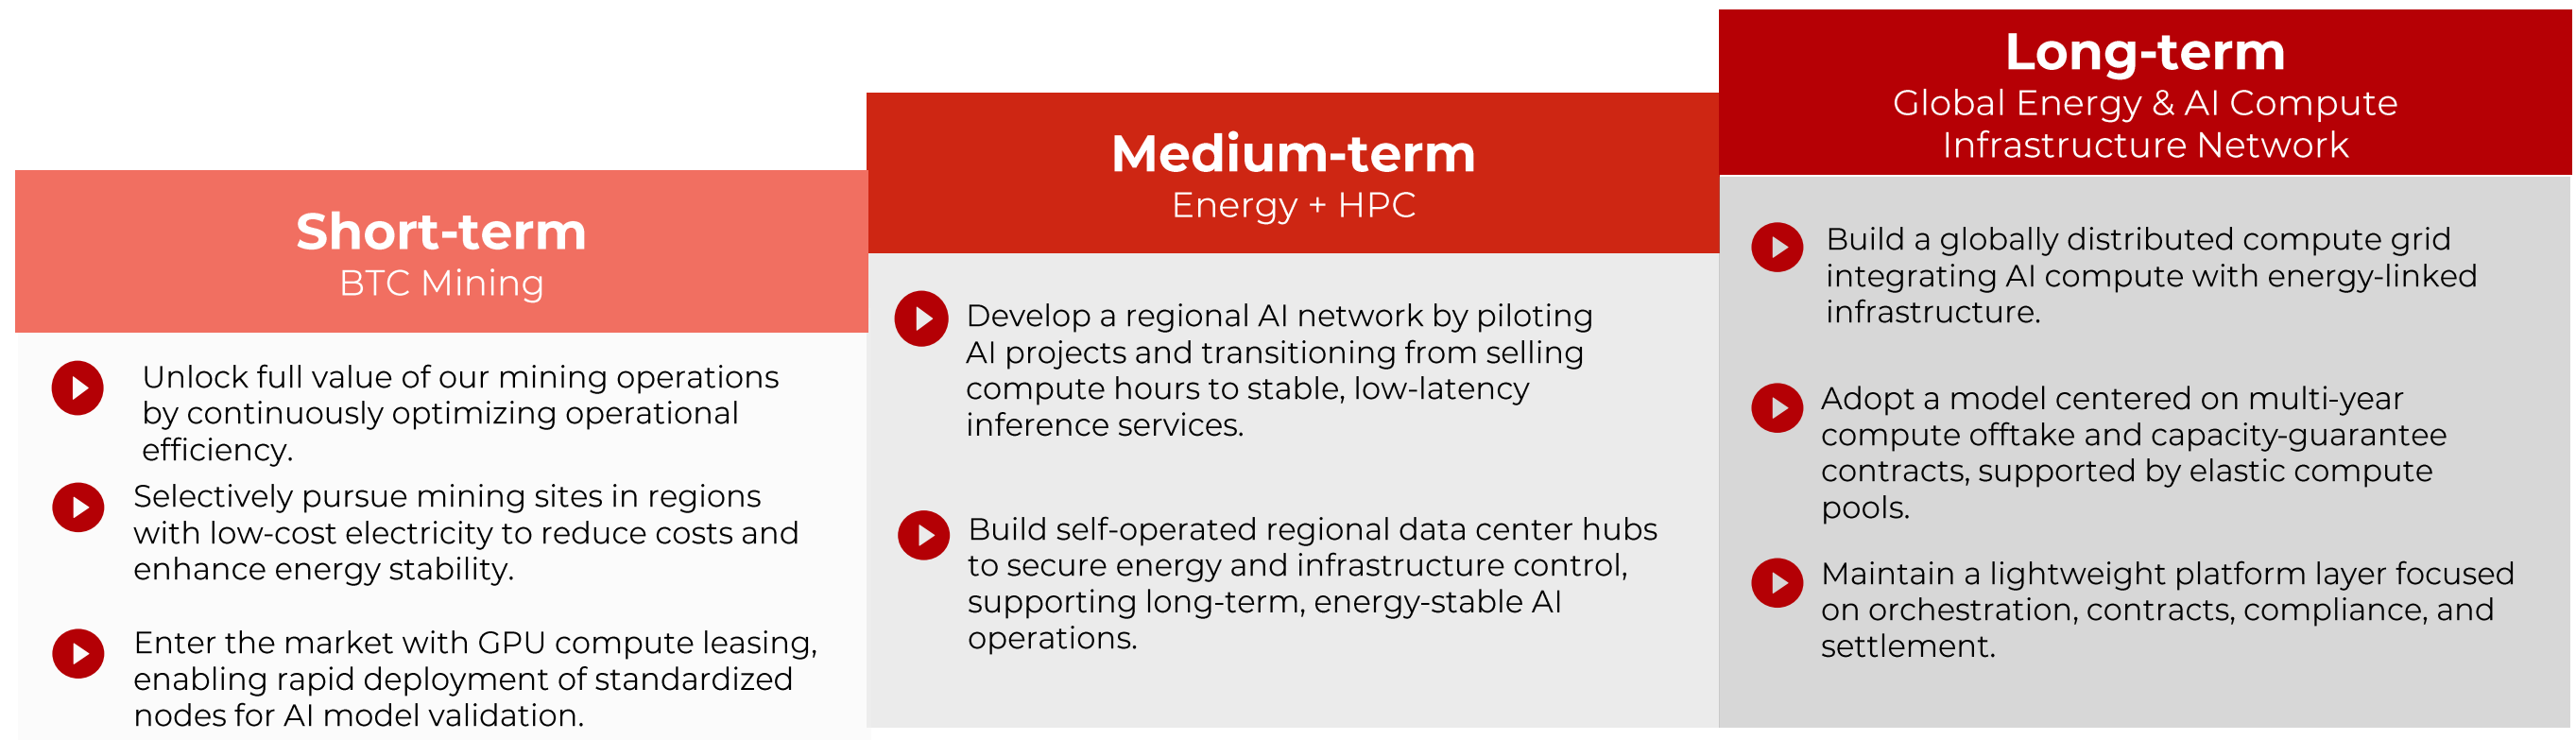 Short-term
BTC Mining
Unlock full value of our mining operations
by continuously optimizing operational
efficiency.
Selectively pursue mining sites in regions
with low-cost electricity to reduce costs and
enhance energy stability.
Enter the market with GPU compute leasing,
enabling rapid deployment of standardized
nodes for AI model validation.
Medium-term
Energy + HPC
Develop a regional AI network by piloting
AI projects and transitioning from selling
compute hours to stable, low-latency
inference services.
Build self-operated regional data center hubs
to secure energy and infrastructure control,
supporting long-term, energy-stable AI
operations.
Long-term
Global Energy & AI Compute
Infrastructure Network
Build a globally distributed compute grid
integrating AI compute with energy-linked
infrastructure.
Adopt a model centered on multi-year
compute offtake and capacity-guarantee
contracts, supported by elastic compute
pools.
Maintain a lightweight platform layer focused
on orchestration, contracts, compliance, and
settlement.